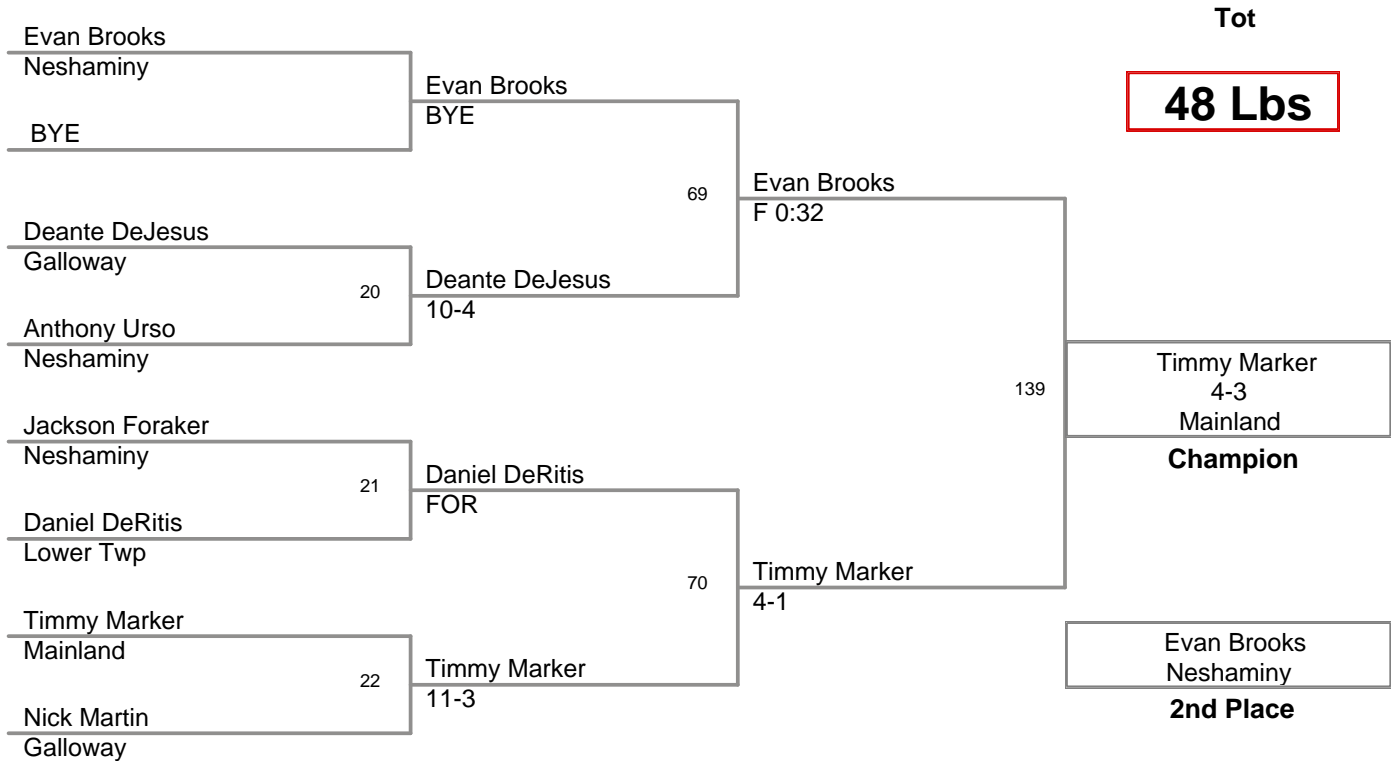 Tot
48 Lbs
Evan Brooks
Neshaminy
BYE
Deante DeJesus
Galloway
20
Anthony Urso
Neshaminy
Jackson Foraker
Neshaminy
21
Daniel DeRitis
Lower Twp
Timmy Marker
Mainland
22
Nick Martin
Galloway
Evan Brooks
BYE
69
Deante DeJesus
10-4
Daniel DeRitis
FOR
70
Timmy Marker
11-3
Evan Brooks
F 0:32
139
Timmy Marker
4-1
Timmy Marker
4-3
Mainland
Champion
Evan Brooks
Neshaminy
2nd Place